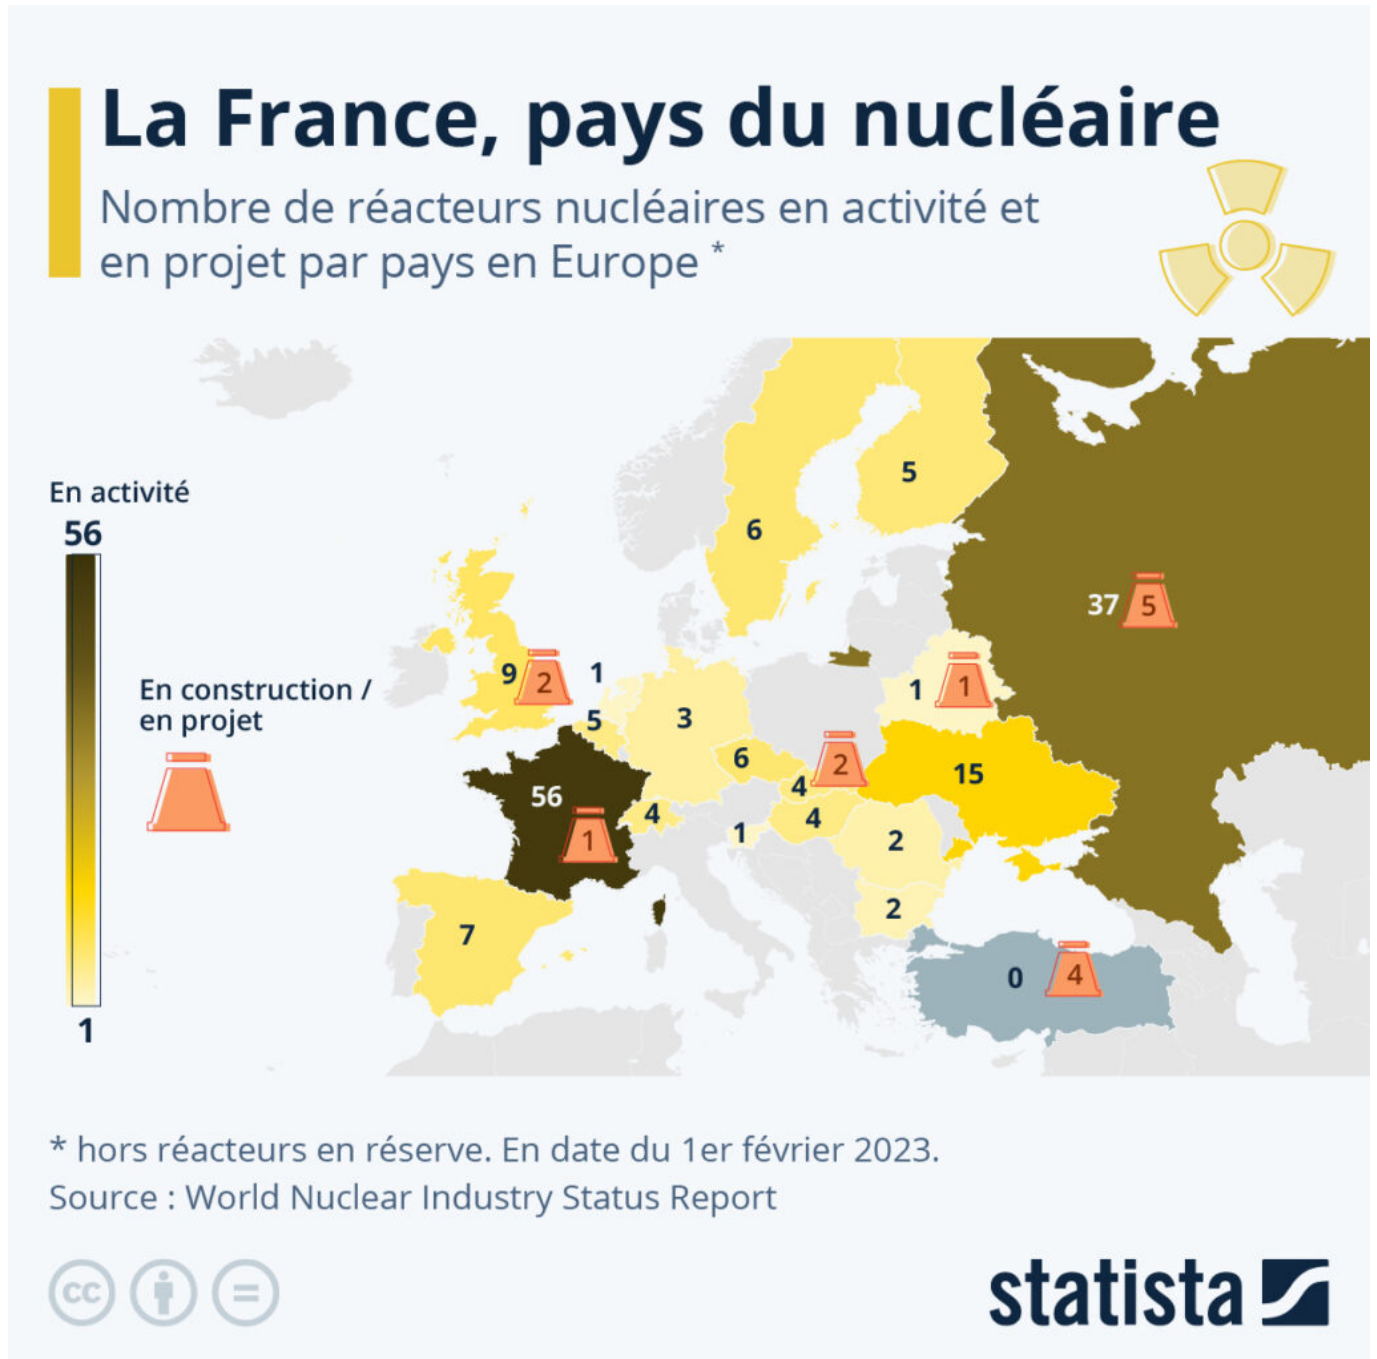 La France, pays du nucléaire
Nombre de réacteurs nucléaires en activité et
en projet par pays en Europe *
En activité
56
1
En construction /
en projet
5
6
37
5
9
2
1
1
1
5
3
6
4
2
15
56
1
4
4
1
2
2
7
0
4
* hors réacteurs en réserve. En date du 1er février 2023.
Source : World Nuclear Industry Status Report
cc
=
statista